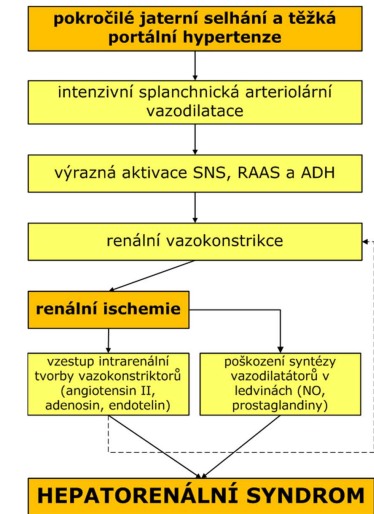 pokročilé jaterní selhání a těžká
portální hypertenze
intenzivní splanchnická arteriolární
vazodilatace
výrazná aktivace SNS, RAAS a ADH
renální vazokonstrikce
renální ischemie
vzestup intrarenální
tvorby vazokonstriktorů
(angiotensin II,
adenosin, endotelin)
poškození syntézy
vazodilatátorů v
ledvinách (NO,
prostaglandiny)
HEPATORENÁLNÍ SYNDROM